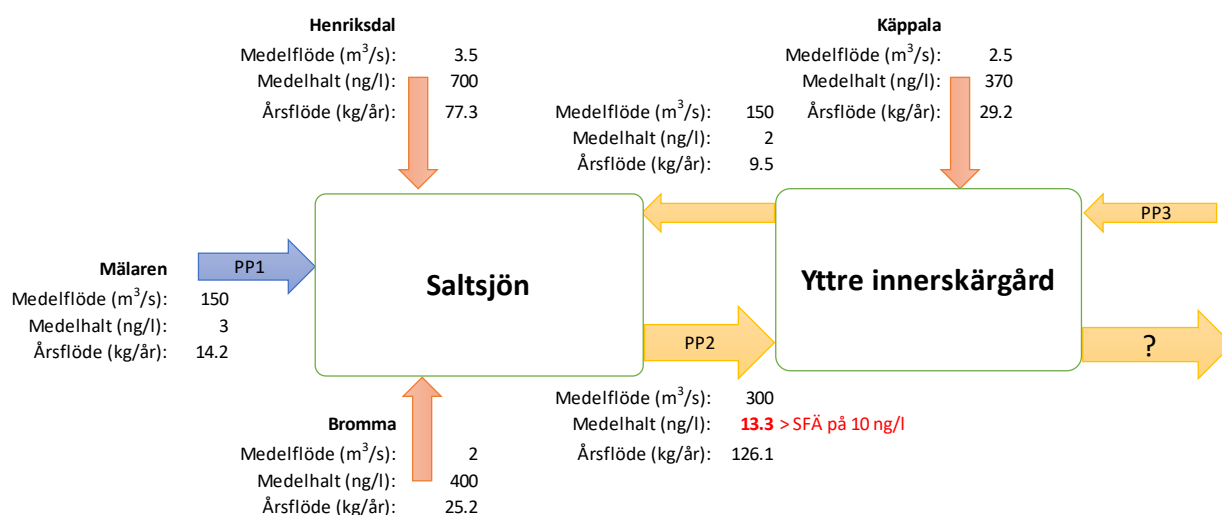 Henriksdal
Medelflöde (m³/s): 3.5
Medelhalt (ng/l): 700
Årsflöde (kg/år): 77.3
Käppala
Medelflöde (m³/s): 2.5
Medelhalt (ng/l): 370
Årsflöde (kg/år): 29.2
Medelflöde (m³/s): 150
Medelhalt (ng/l): 2
Årsflöde (kg/år): 9.5
PP3
Mälaren
PP1
Medelflöde (m³/s): 150
Medelhalt (ng/l): 3
Årsflöde (kg/år): 14.2
Saltsjön
Yttre innerskärgård
PP2
?
Medelflöde (m³/s): 300
Medelhalt (ng/l): 13.3 > SFÄ på 10 ng/l
Årsflöde (kg/år): 126.1
Bromma
Medelflöde (m³/s): 2
Medelhalt (ng/l): 400
Årsflöde (kg/år): 25.2